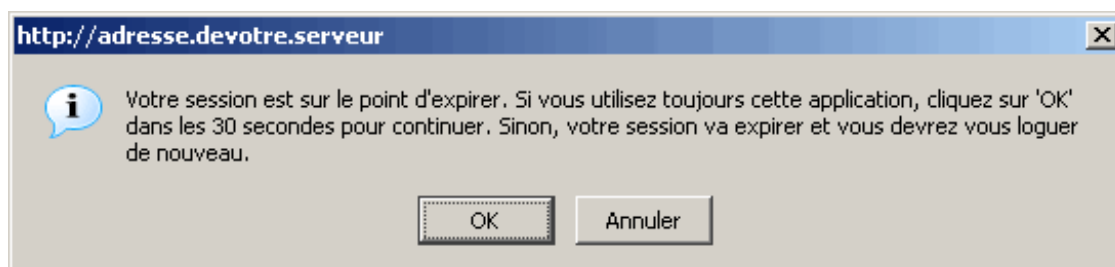 http://adresse.devotre.serveur
Votre session est sur le point d'expirer. Si vous utilisez toujours cette application, cliquez sur 'OK'
dans les 30 secondes pour continuer. Sinon, votre session va expirer et vous devrez vous loguer
de nouveau.
OK
Annuler